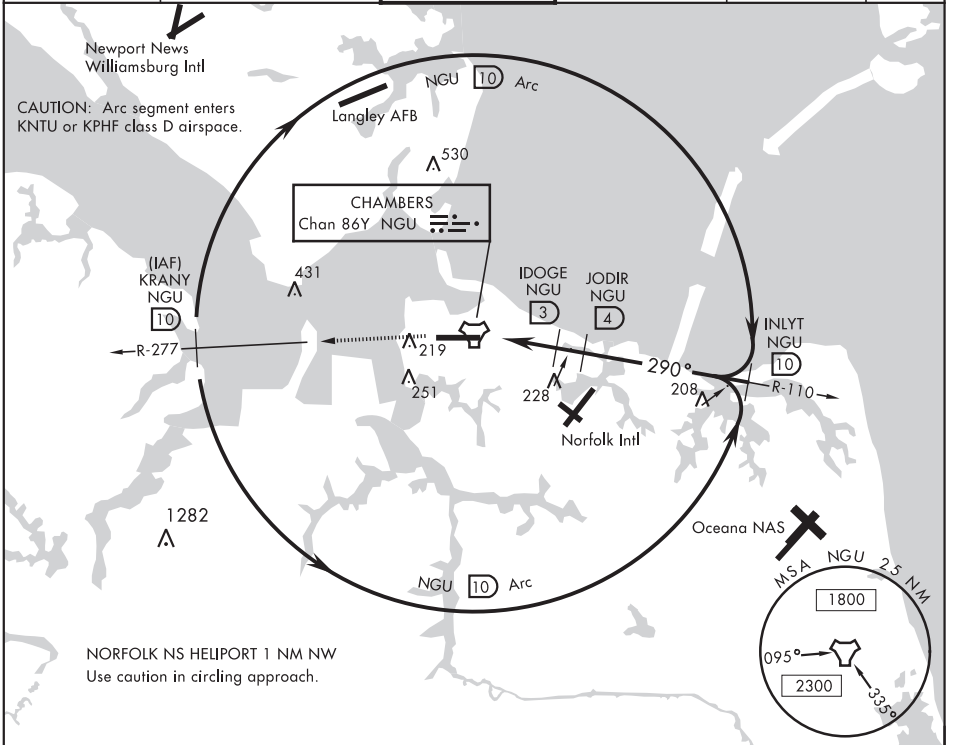 Newport News
Williamsburg Intl
CAUTION: Arc segment enters
KNTU or KPHF class D airspace.
NGU 10 Arc
Langley AFB
530
CHAMBERS
Chan 86Y NGU
(IAF)
KRANY
NGU
10
431
IDOGE
NGU
3
JODIR
NGU
4
INLYT
NGU
10
R-277
219
251
290°
R-110
228
208
Norfolk Intl
1282
Oceana NAS
NGU 10 Arc
MSA NGU 25 NM
1800
095°
2300
335°
NORFOLK NS HELIPORT 1 NM NW
Use caution in circling approach.